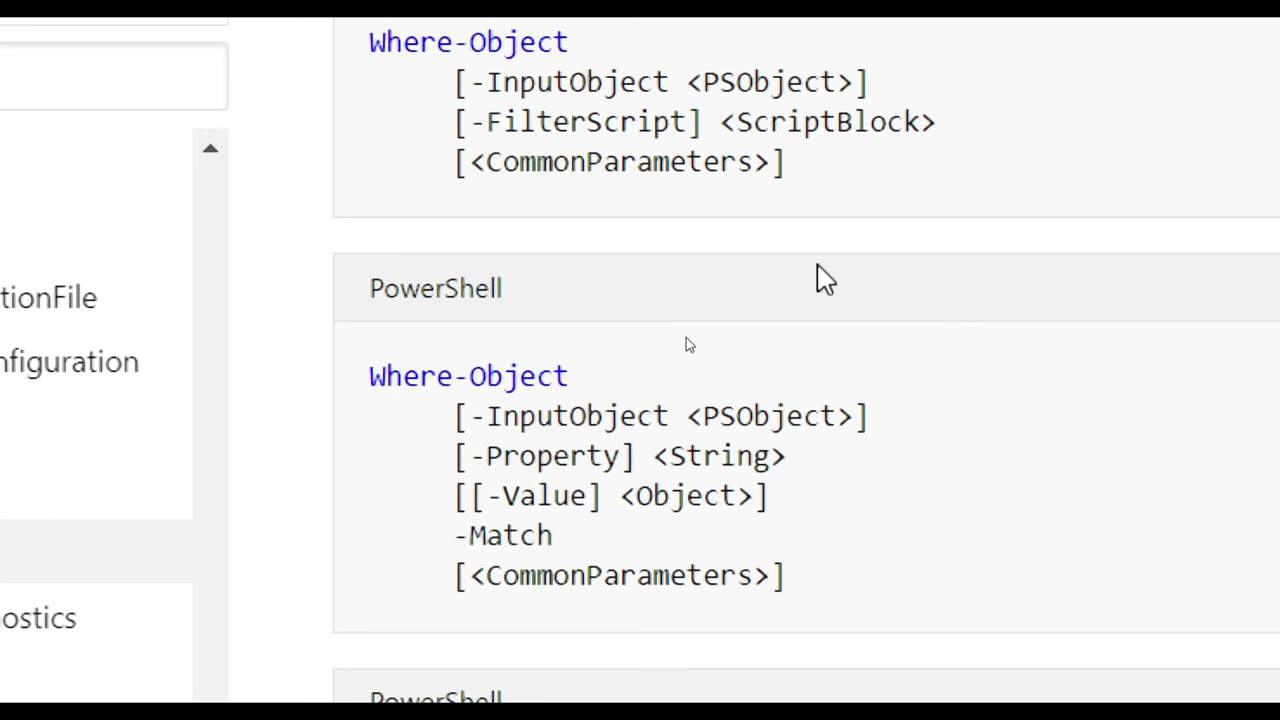 Where-Object
[-InputObject <PSObject>]
[-FilterScript] <ScriptBlock>
[<CommonParameters>]
tionFile
PowerShell
nfiguration
Where-Object
[-InputObject <PSObject>]
[-Property] <String>
[[-Value] <Object>]
-Match
[<CommonParameters>]
ostics
PowerShell